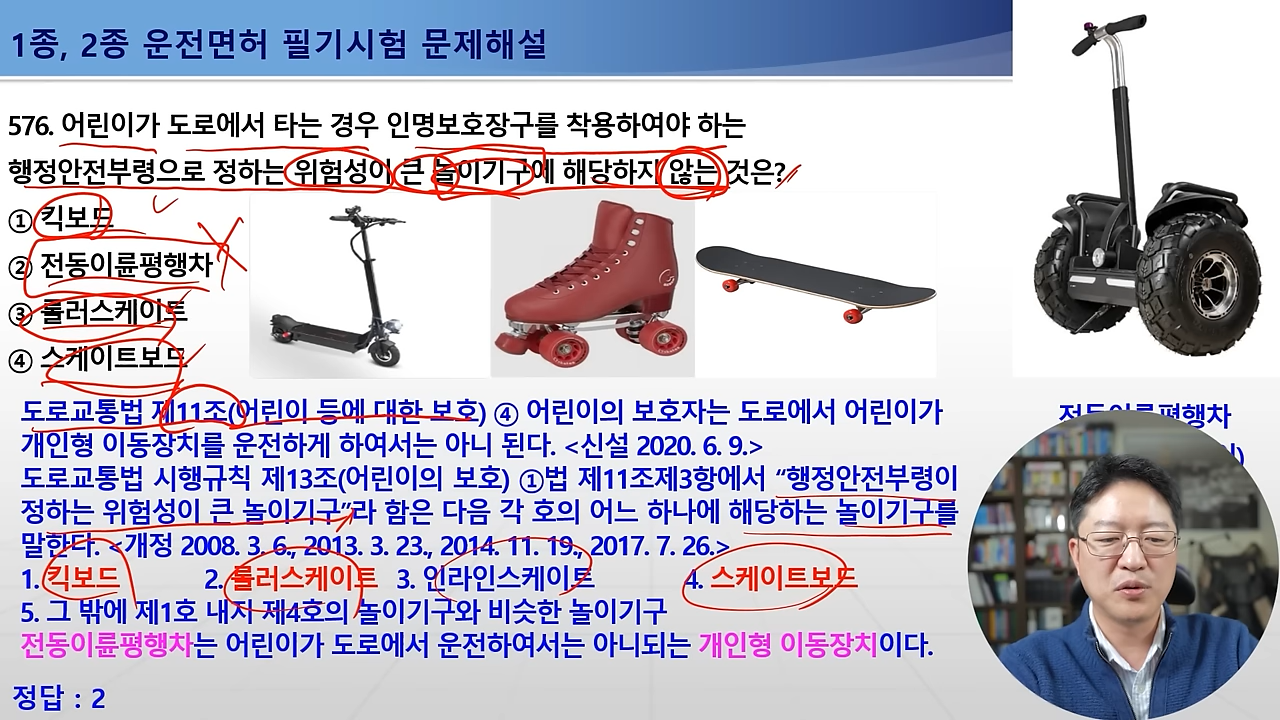 1종, 2종 운전면허 필기시험 문제해설
576. 어린이가 도로에서 타는 경우 인명보호장구를 착용하여야 하는
행정안전부령으로 정하는 위험성이 큰 놀이기구에 해당하지 않는 것은?
① 킥보드
② 전동이륜평행차
③ 롤러스케이트
④ 스케이트보드
도로교통법 제11조(어린이 등에 대한 보호) ④ 어린이의 보호자는 도로에서 어린이가
개인형 이동장치를 운전하게 하여서는 아니 된다. <신설 2020. 6. 9.>
도로교통법 시행규칙 제13조(어린이의 보호) ①법 제11조제3항에서 “행정안전부령이
정하는 위험성이 큰 놀이기구”라 함은 다음 각 호의 어느 하나에 해당하는 놀이기구를
말한다. <개정 2008. 3. 6., 2013. 3. 23., 2014. 11. 19., 2017. 7. 26.>
1. 킥보드 2. 롤러스케이트 3. 인라인스케이트 4. 스케이트보드
5. 그 밖에 제1호 내지 제4호의 놀이기구와 비슷한 놀이기구
전동이륜평행차는 어린이가 도로에서 운전하여서는 아니되는 개인형 이동장치이다.
정답 : 2
전동이륜평행차